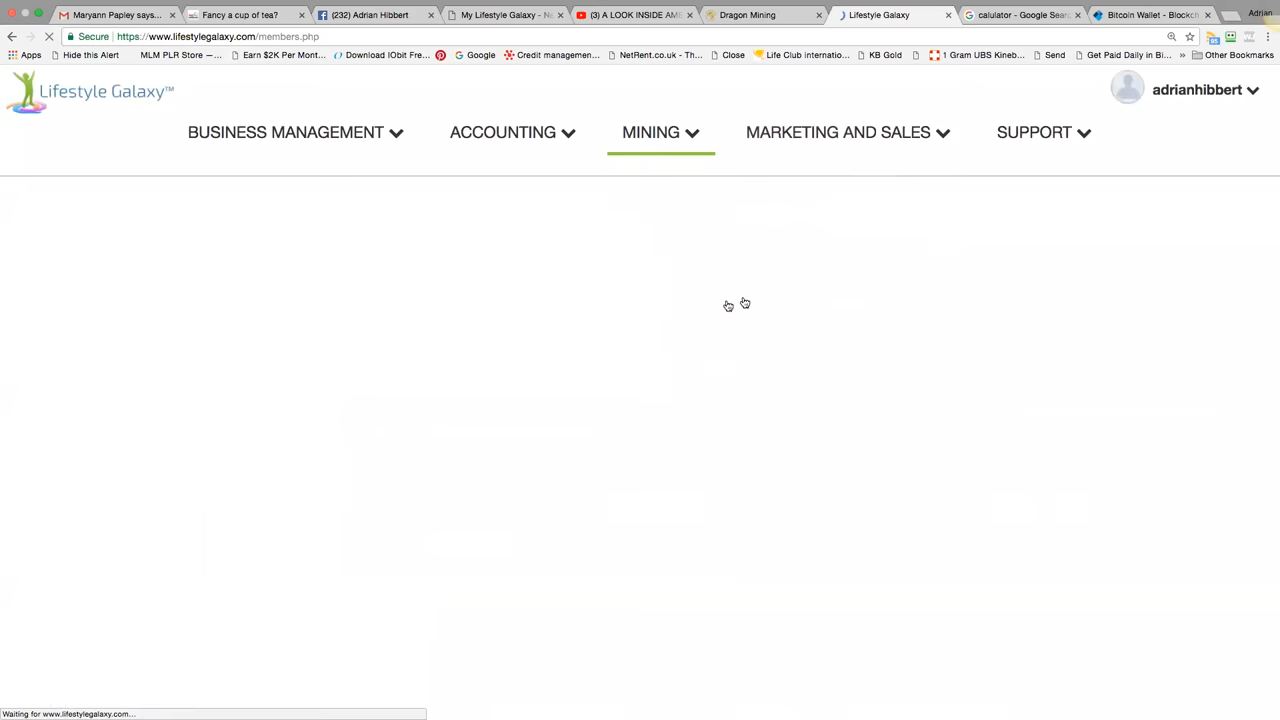 Maryann Papley says...
Fancy a cup of tea?
(232) Adrian Hibbert
My Lifestyle Galaxy - Ne
(3) A LOOK INSIDE AME
Dragon Mining
Lifestyle Galaxy
calulator - Google Sear
Bitcoin Wallet - Blockch
Adrian
Secure
https://www.lifestylegalaxy.com/members.php
Apps
Hide this Alert
MLM PLR Store —...
Earn $2K Per Mont...
Download IObit Fre...
Google
Credit managemen...
NetRent.co.uk - Th...
Close
Life Club internatio...
KB Gold
1 Gram UBS Kineb...
Send
Get Paid Daily in Bi...
»
Other Bookmarks
Lifestyle Galaxy™
adrianhibbert
BUSINESS MANAGEMENT
ACCOUNTING
MINING
MARKETING AND SALES
SUPPORT
Waiting for www.lifestylegalaxy.com...